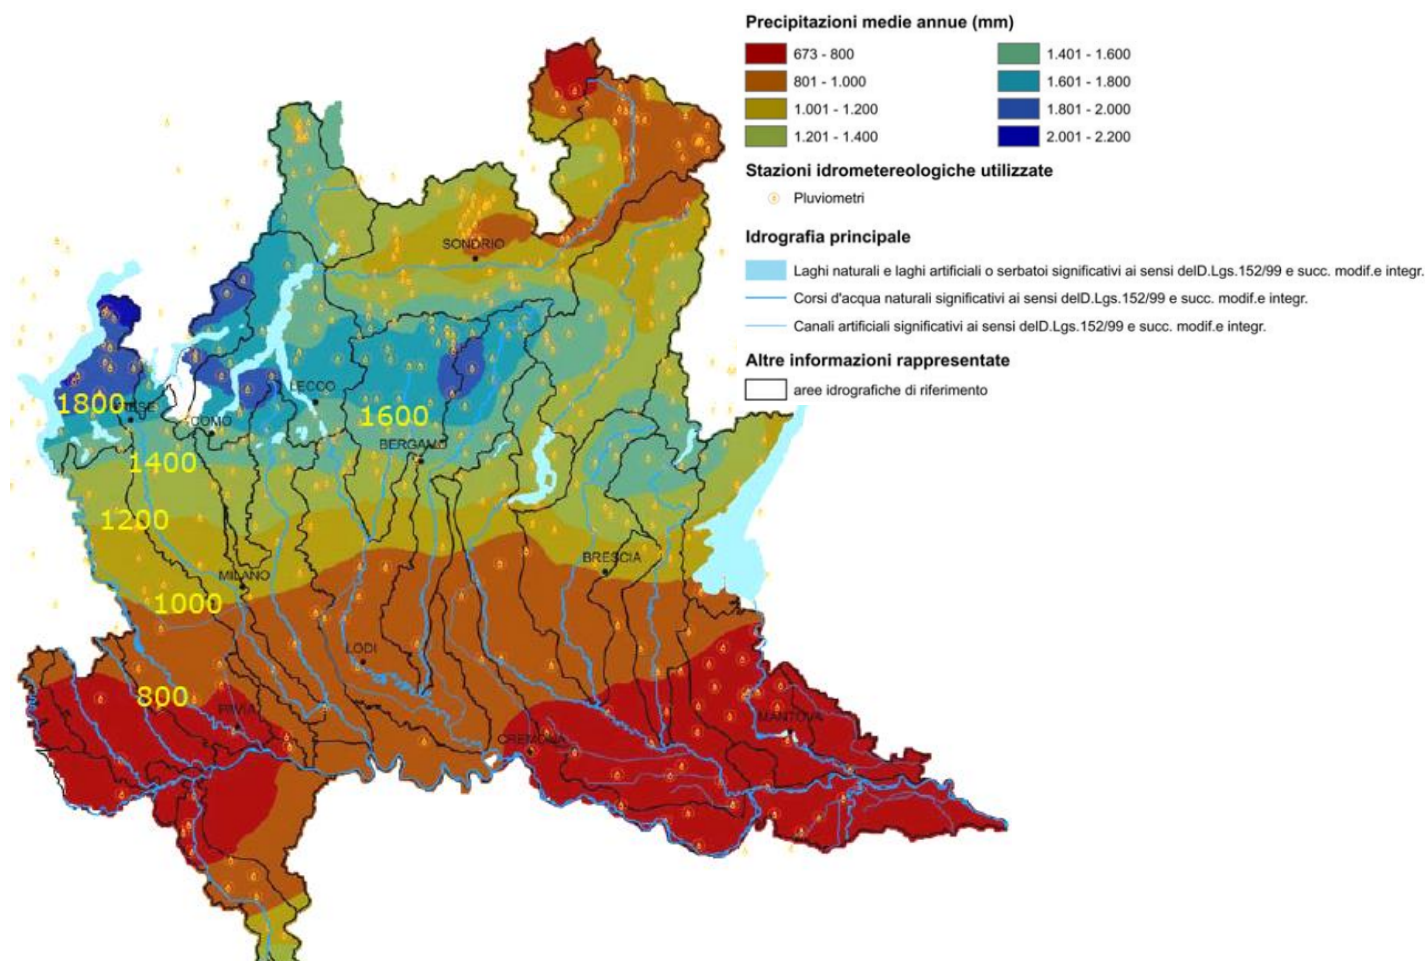 Precipitazioni medie annue (mm)
673 - 800
801 - 1.000
1.001 - 1.200
1.201 - 1.400
1.401 - 1.600
1.601 - 1.800
1.801 - 2.000
2.001 - 2.200
Stazioni idrometereologiche utilizzate
Pluviometri
Idrografia principale
Laghi naturali e laghi artificiali o serbatoi significativi ai sensi delD.Lgs.152/99 e succ. modif.e integr.
Corsi d'acqua naturali significativi ai sensi delD.Lgs.152/99 e succ. modif.e integr.
Canali artificiali significativi ai sensi delD.Lgs.152/99 e succ. modif.e integr.
Altre informazioni rappresentate
aree idrografiche di riferimento
SONDRIO
LECCO
1800
1600
COMO
BERGAMO
1400
1200
BRESCIA
MILANO
1000
LODI
800
PAVIA
MANTOVA
CREMONA